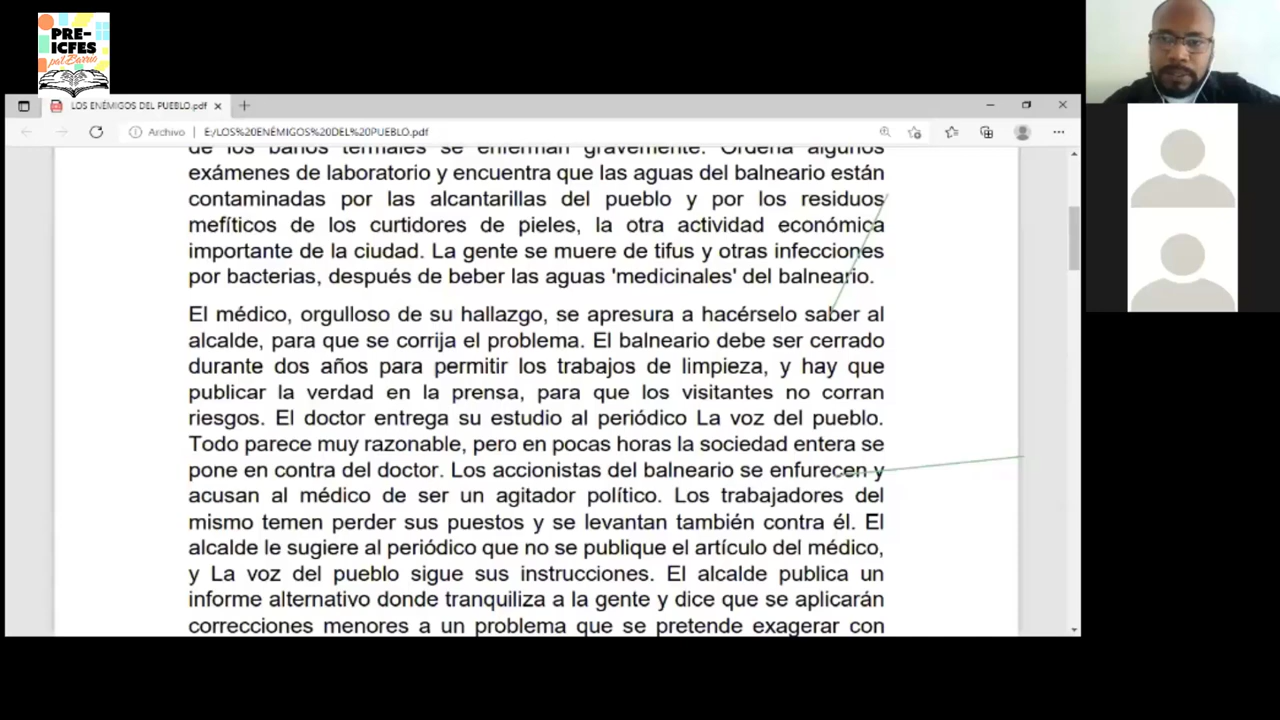 PRE-
ICFES
pal Barrio
LOS ENÉMIGOS DEL PUEBLO.pdf
Archivo
E:/LOS%20ENÉMIGOS%20DEL%20PUEBLO.pdf
de los baños termales se enferman gravemente. Ordena algunos
exámenes de laboratorio y encuentra que las aguas del balneario están
contaminadas por las alcantarillas del pueblo y por los residuos
mefíticos de los curtidores de pieles, la otra actividad económica
importante de la ciudad. La gente se muere de tifus y otras infecciones
por bacterias, después de beber las aguas 'medicinales' del balneario.
El médico, orgulloso de su hallazgo, se apresura a hacérselo saber al
alcalde, para que se corrija el problema. El balneario debe ser cerrado
durante dos años para permitir los trabajos de limpieza, y hay que
publicar la verdad en la prensa, para que los visitantes no corran
riesgos. El doctor entrega su estudio al periódico La voz del pueblo.
Todo parece muy razonable, pero en pocas horas la sociedad entera se
pone en contra del doctor. Los accionistas del balneario se enfurecen y
acusan al médico de ser un agitador político. Los trabajadores del
mismo temen perder sus puestos y se levantan también contra él. El
alcalde le sugiere al periódico que no se publique el artículo del médico,
y La voz del pueblo sigue sus instrucciones. El alcalde publica un
informe alternativo donde tranquiliza a la gente y dice que se aplicarán
correcciones menores a un problema que se pretende exagerar con